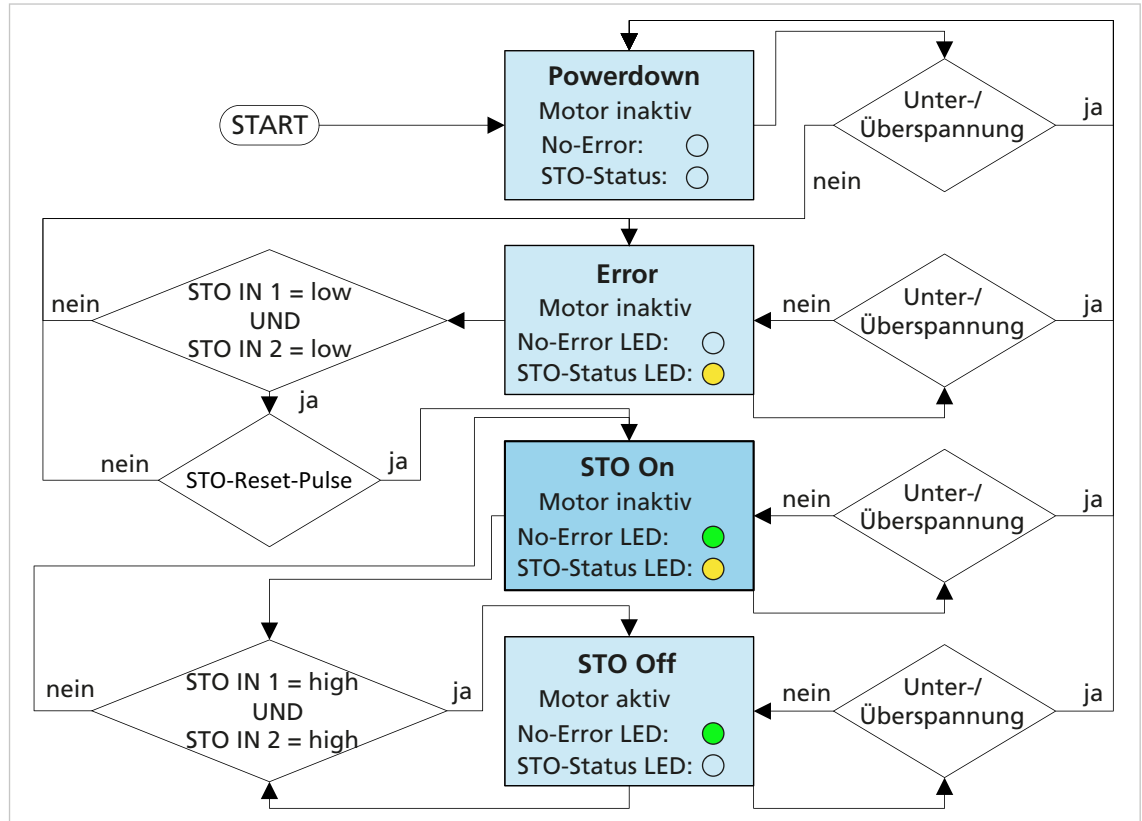 START
Powerdown
Motor inaktiv
No-Error:
STO-Status:
Unter-/
Überspannung
ja
nein
Error
Motor inaktiv
No-Error LED:
STO-Status LED:
nein
Unter-/
Überspannung
ja
nein
STO IN 1 = low
UND
STO IN 2 = low
ja
nein
STO-Reset-Pulse
ja
STO On
Motor inaktiv
No-Error LED:
STO-Status LED:
nein
Unter-/
Überspannung
ja
nein
STO IN 1 = high
UND
STO IN 2 = high
ja
STO Off
Motor aktiv
No-Error LED:
STO-Status LED:
nein
Unter-/
Überspannung
ja